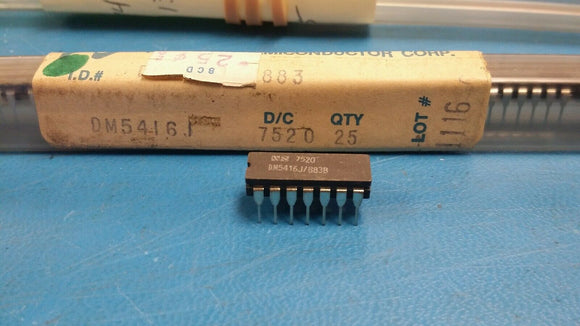 MICONDUCTOR CORP.
I.D.#
BCD
883
DM5416J
D/C QTY
7520 25
LOT #
1116
7520
DM5416J/883B